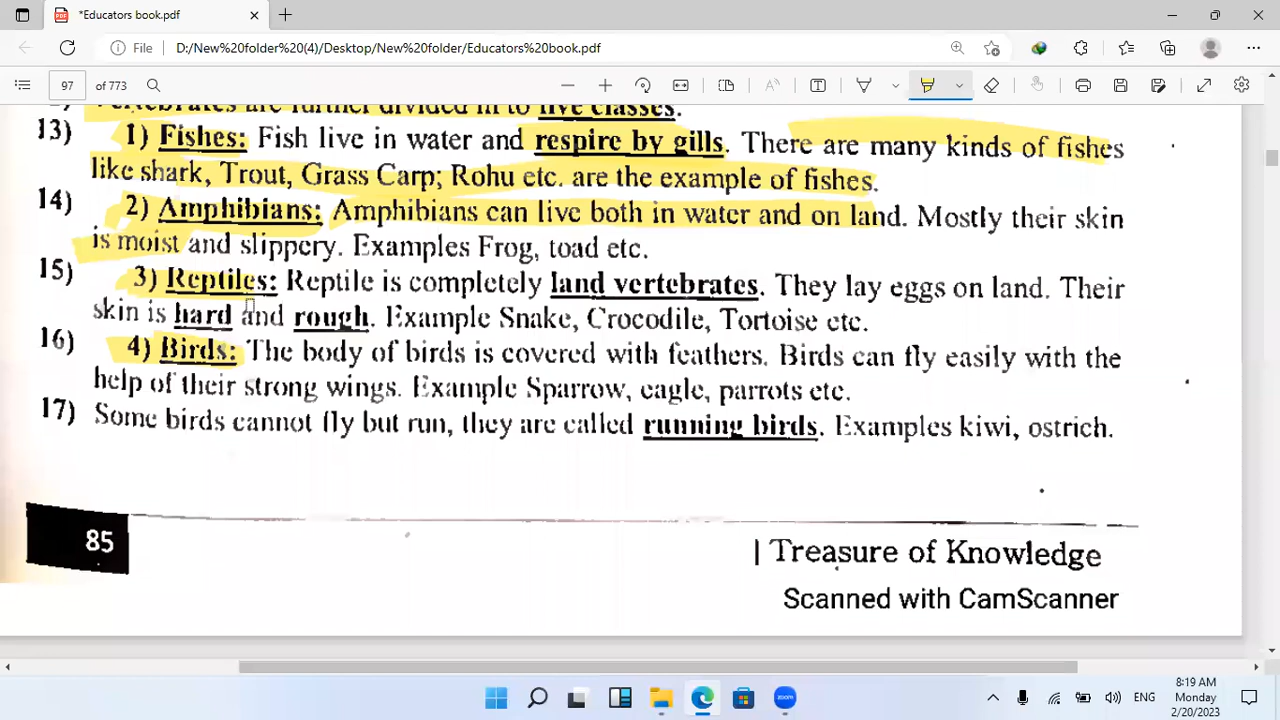 *Educators book.pdf
File
D:/New%20folder%20(4)/Desktop/New%20folder/Educators%20book.pdf
97 of 773
Vertebrates are further divided in to five classes.
13) 1) Fishes: Fish live in water and respire by gills. There are many kinds of fishes
like shark, Trout, Grass Carp; Rohu etc. are the example of fishes.
14) 2) Amphibians: Amphibians can live both in water and on land. Mostly their skin
is moist and slippery. Examples Frog, toad etc.
15) 3) Reptiles: Reptile is completely land vertebrates. They lay eggs on land. Their
skin is hard and rough. Example Snake, Crocodile, Tortoise etc.
16) 4) Birds: The body of birds is covered with feathers. Birds can fly easily with the
help of their strong wings. Example Sparrow, eagle, parrots etc.
17) Some birds cannot fly but run, they are called running birds. Examples kiwi, ostrich.
85
| Treasure of Knowledge
Scanned with CamScanner
zoom
ENG
8:19 AM
Monday
2/20/2023